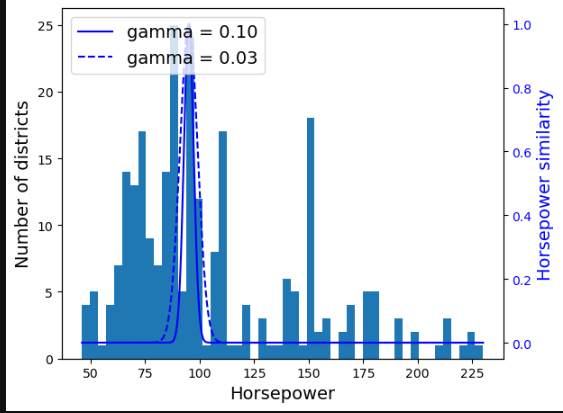 gamma = 0.10
gamma = 0.03
Number of districts
25
20
15
10
5
0
1.0
0.8
0.6
0.4
0.2
0.0
Horsepower similarity
50 75 100 125 150 175 200 225
Horsepower